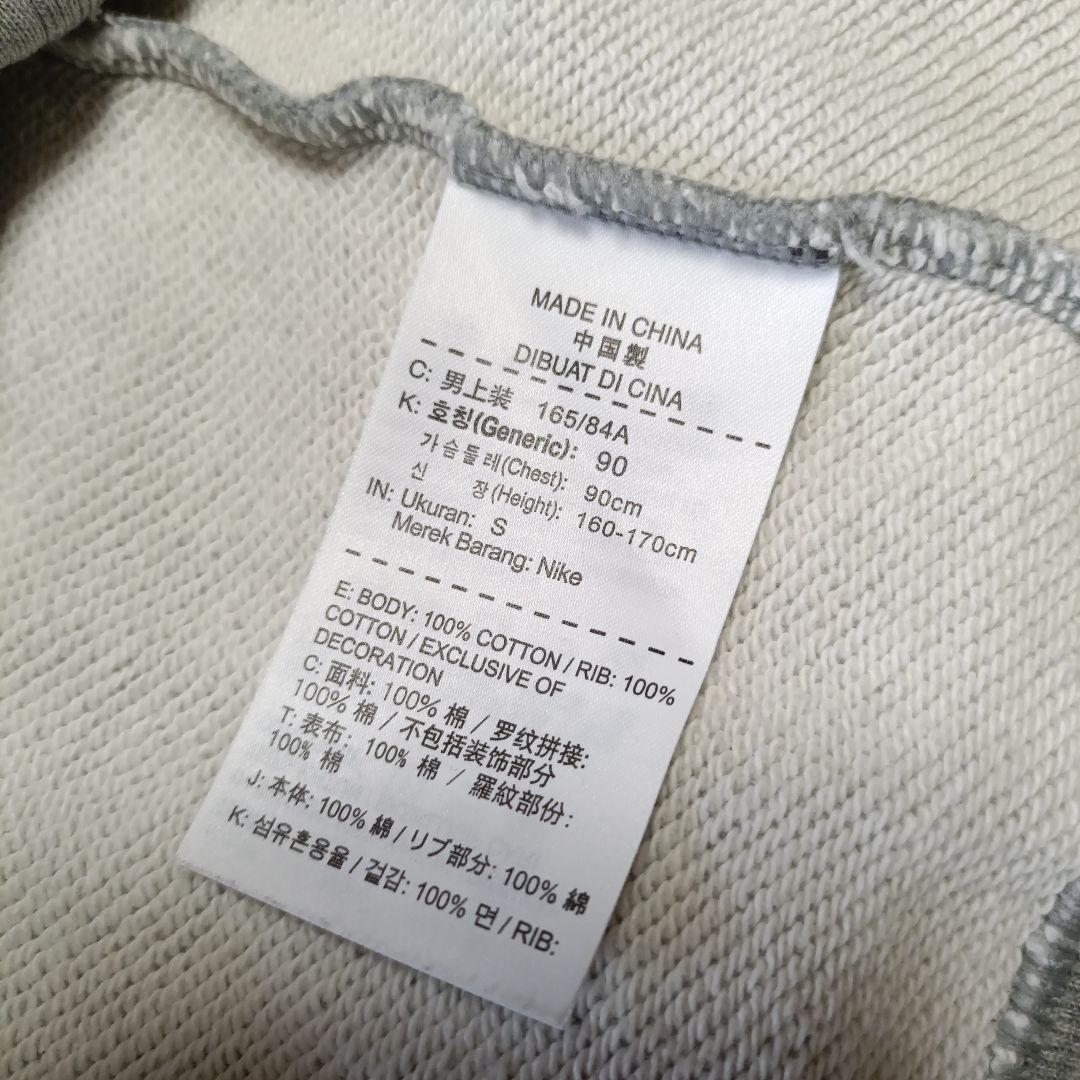 MADE IN CHINA
中国製
DIBUAT DI CINA
C: 男上装 165/84A
K: 호칭(Generic): 90
가슴둘레(Chest): 90cm
신 장(Height): 160-170cm
IN: Ukuran: S
Merek Barang: Nike
E: BODY: 100% COTTON / RIB: 100%
COTTON / EXCLUSIVE OF
DECORATION
C: 面料: 100% 棉 / 罗纹拼接:
100% 棉 / 不包括装饰部分
T: 表布: 100% 棉 / 羅紋部份:
100% 棉
J: 本体: 100% 綿 / リブ部分: 100% 綿
K: 섬유혼용율 / 겉감: 100% 면 / RIB: